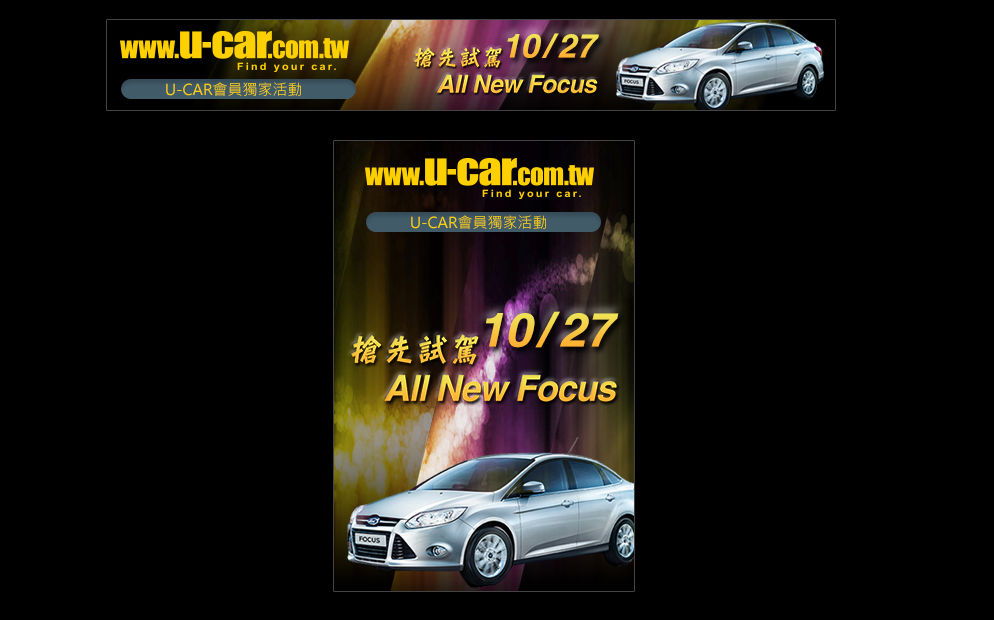 www.u-car.com.tw
Find your car.
U-CAR會員獨家活動
搶先試駕10/27
All New Focus
FOCUS
www.u-car.com.tw
Find your car.
U-CAR會員獨家活動
搶先試駕10/27
All New Focus
FOCUS